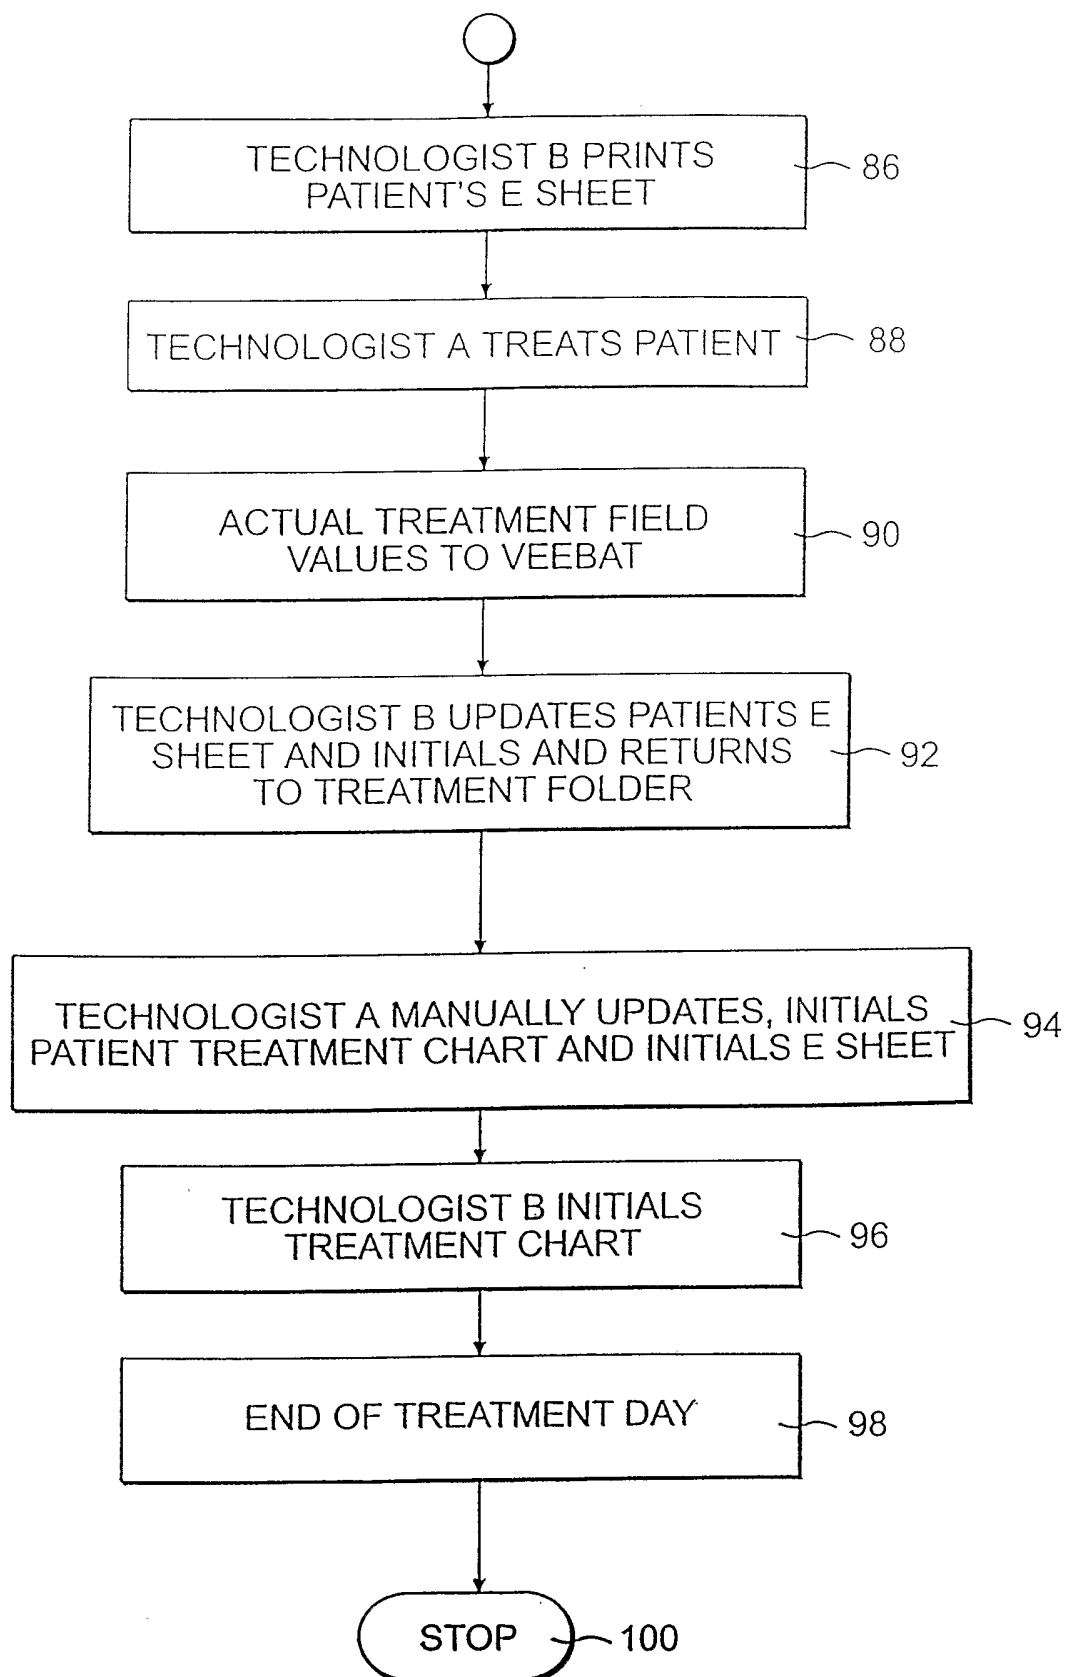 TECHNOLOGIST B PRINTS
PATIENT'S E SHEET
86
TECHNOLOGIST A TREATS PATIENT
88
ACTUAL TREATMENT FIELD
VALUES TO VEEBAT
90
TECHNOLOGIST B UPDATES PATIENTS E
SHEET AND INITIALS AND RETURNS
TO TREATMENT FOLDER
92
TECHNOLOGIST A MANUALLY UPDATES, INITIALS
PATIENT TREATMENT CHART AND INITIALS E SHEET
94
TECHNOLOGIST B INITIALS
TREATMENT CHART
96
END OF TREATMENT DAY
98
STOP
100